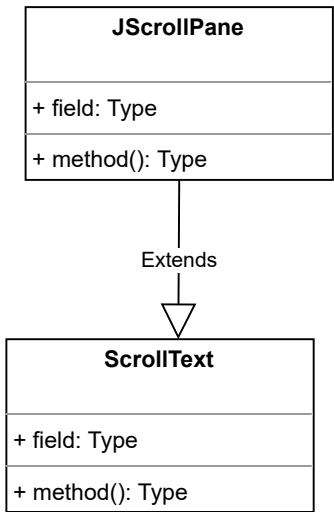 JScrollPane
+ field: Type
+ method(): Type
Extends
ScrollText
+ field: Type
+ method(): Type